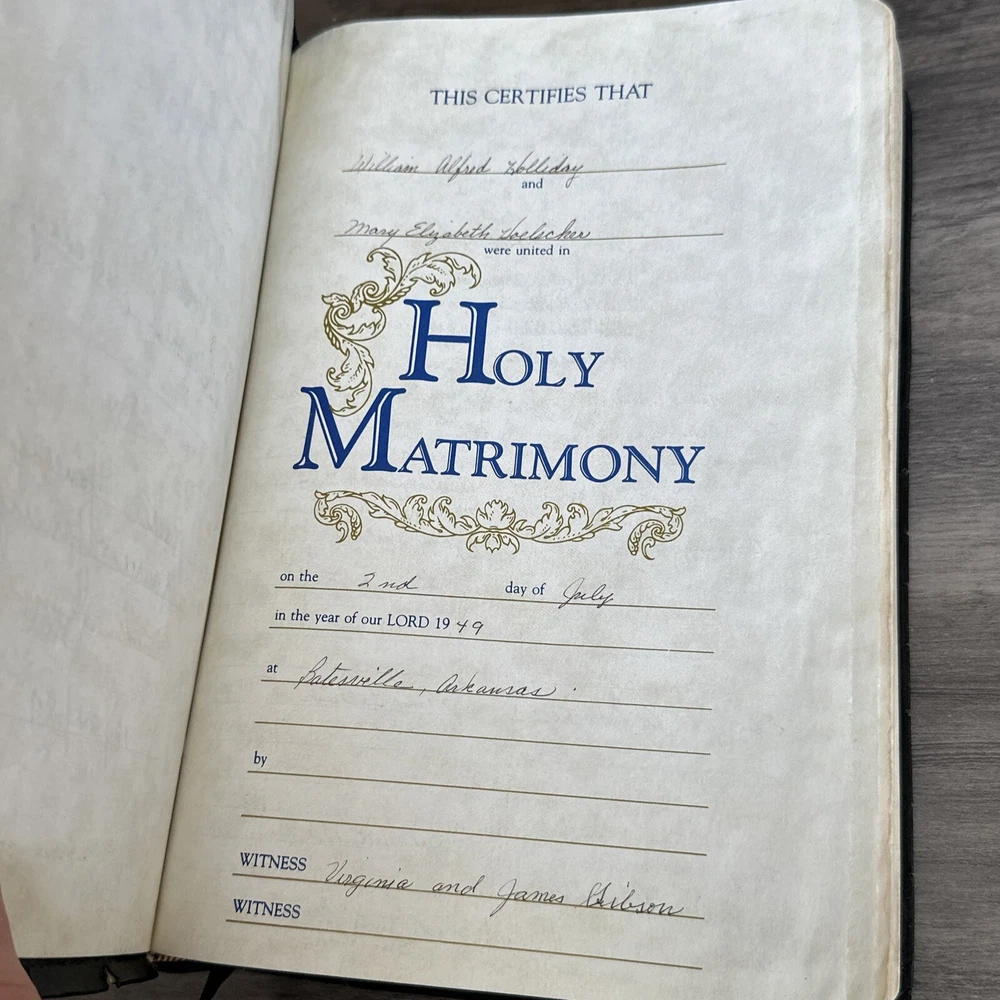 THIS CERTIFIES THAT
William Alfred Holliday
and
Mary Elizabeth Hoelscher
were united in
HOLY
MATRIMONY
on the 2nd day of July
in the year of our LORD 1949
at Batesville, Arkansas.
by
WITNESS Virginia and James Gibson
WITNESS